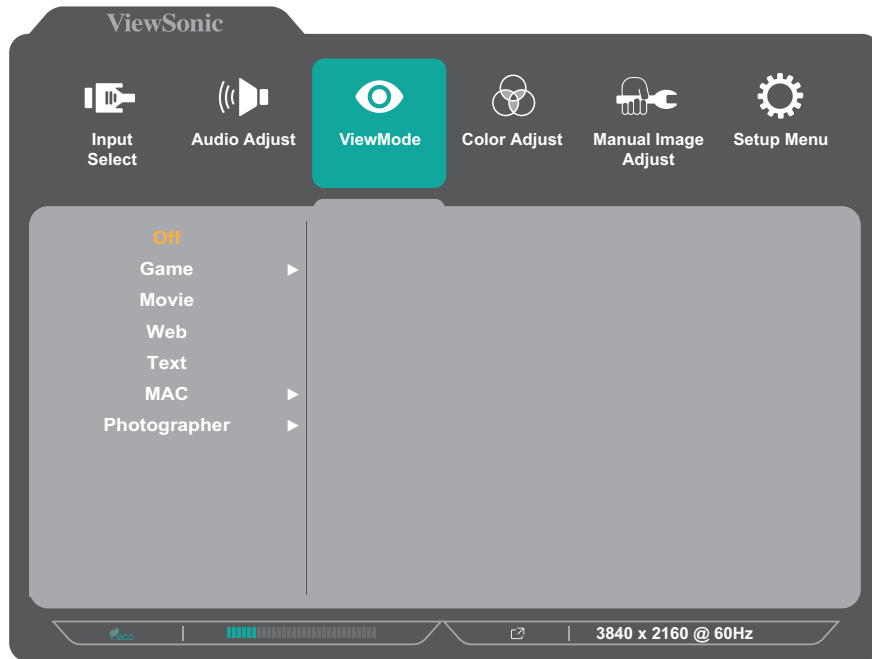 ViewSonic
Input Select
Audio Adjust
ViewMode
Color Adjust
Manual Image Adjust
Setup Menu
Off
Game
Movie
Web
Text
MAC
Photographer
eco
3840 x 2160 @ 60Hz